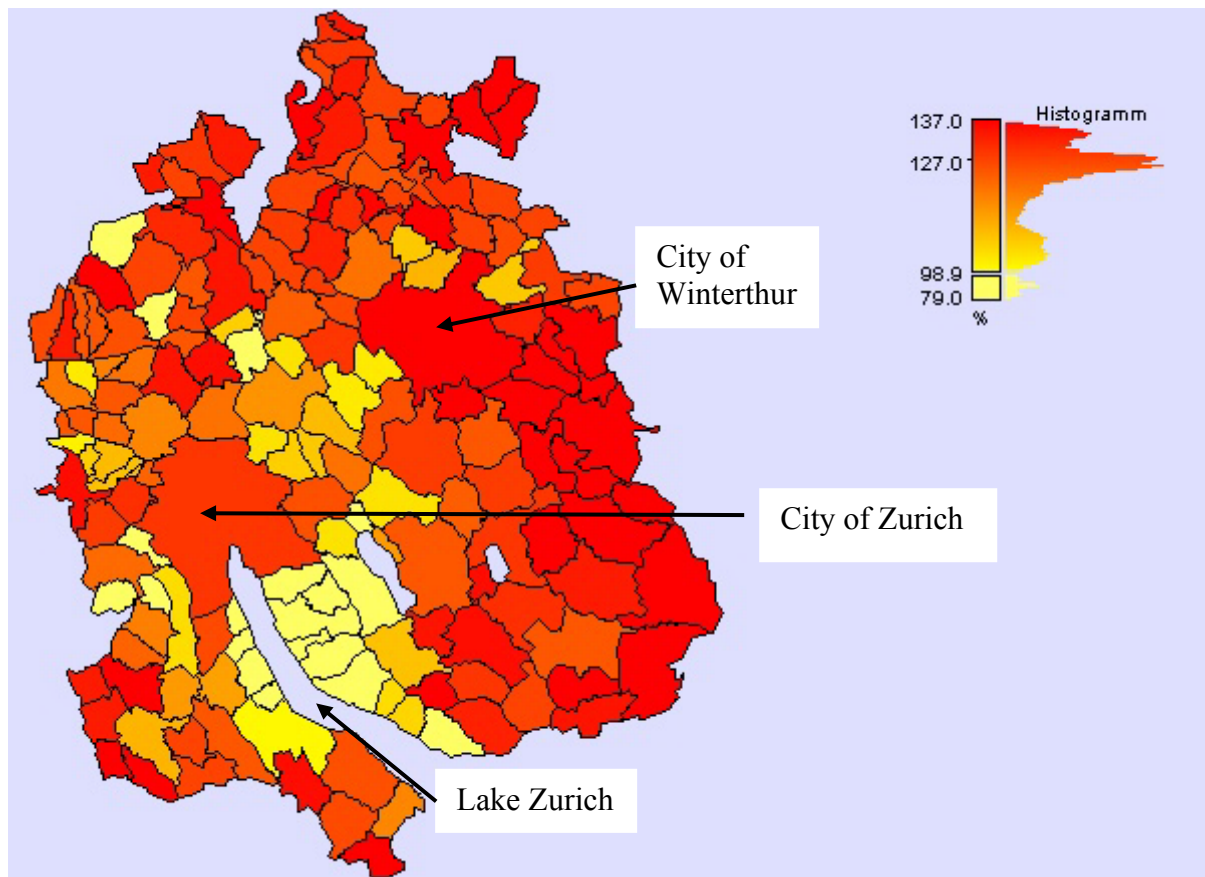 137.0
Histogramm
127.0
98.9
79.0
%
City of
Winterthur
City of Zurich
Lake Zurich